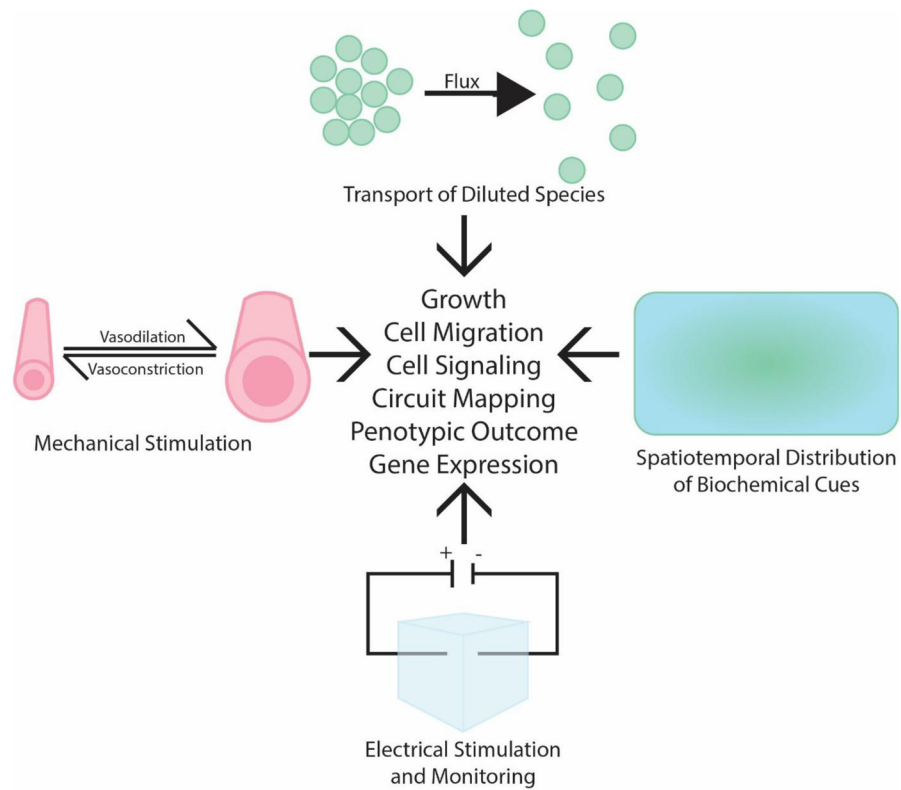 Flux
Transport of Diluted Species
Growth
Cell Migration
Cell Signaling
Circuit Mapping
Penotypic Outcome
Gene Expression
Vasodilation
Vasoconstriction
Mechanical Stimulation
Spatiotemporal Distribution
of Biochemical Cues
+ -
Electrical Stimulation
and Monitoring